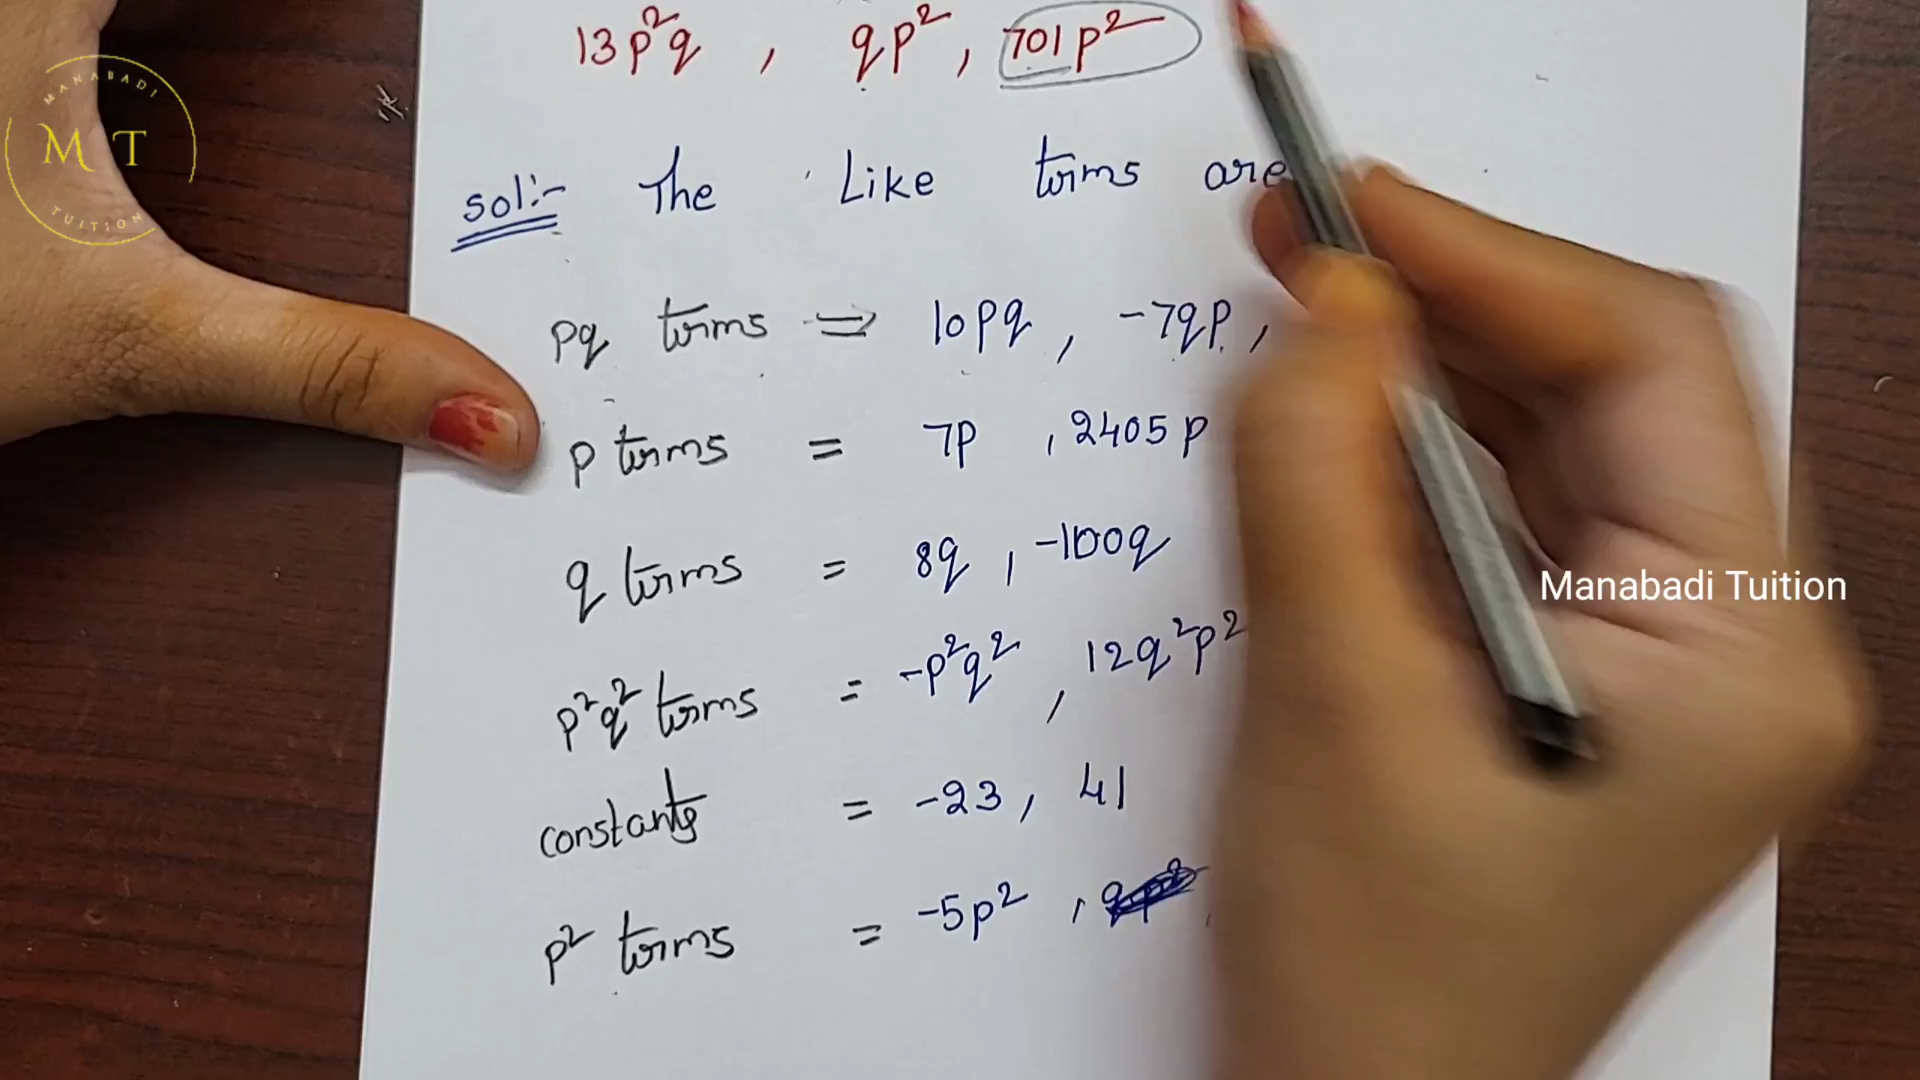 13p²q , qp², 701p²
MANABADI
MT
TUITION
Sol:- The Like terms are
pq terms ⇒ 10pq , -7qp,
p terms = 7p , 2405p
q terms = 8q , -100q
Manabadi Tuition
p²q² terms = -p²q² , 12q²p²
constants = -23, 41
p² terms = -5p² ,